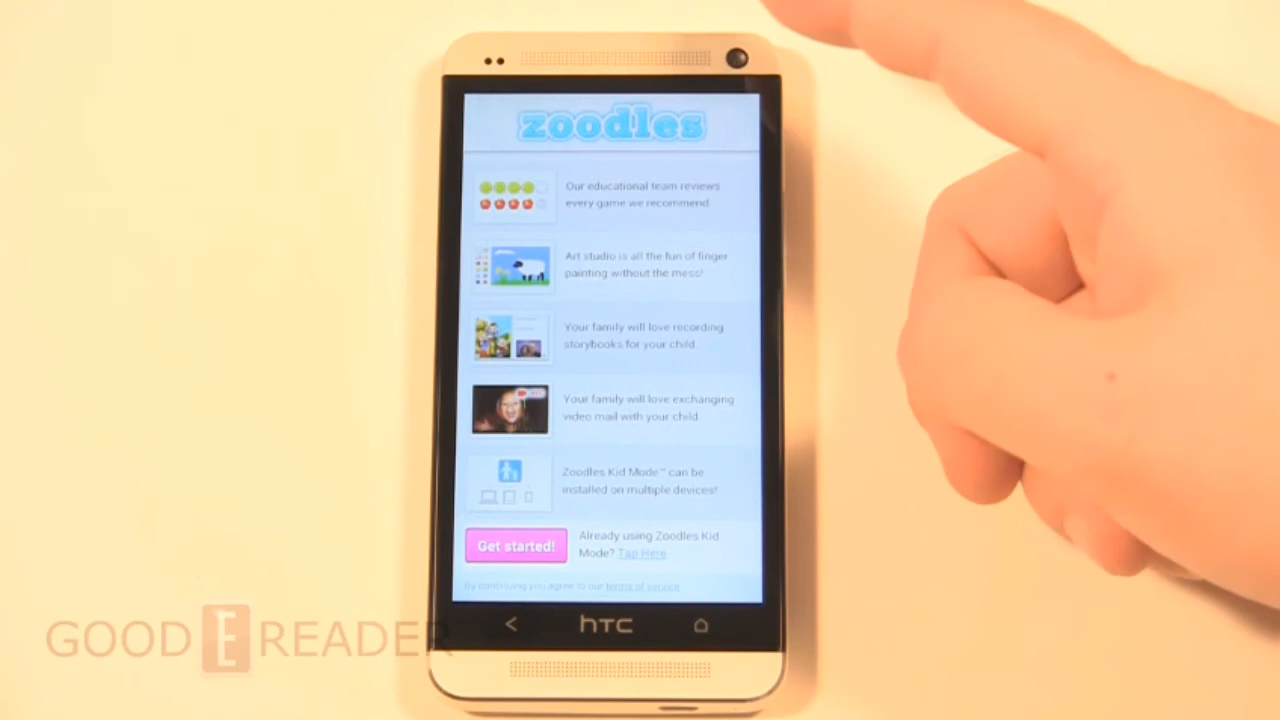 zoodles
Our educational team reviews
every game we recommend.
Art studio is all the fun of finger
painting without the mess!
Your family will love recording
storybooks for your child.
Your family will love exchanging
video mail with your child.
Zoodles Kid Mode™ can be
installed on multiple devices!
Get started!
Already using Zoodles Kid
Mode? Tap Here
By continuing you agree to our terms of service
hTC
GOOD E READER